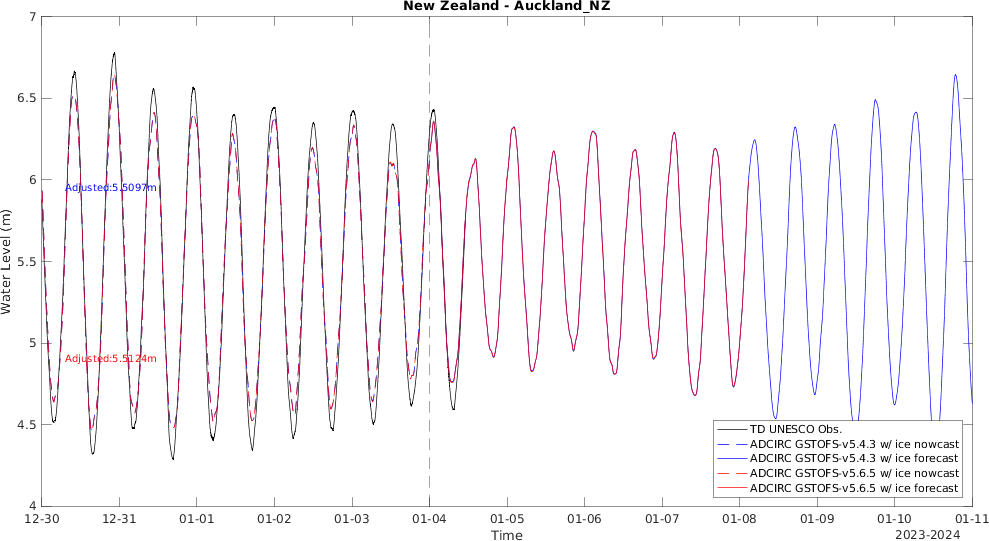 New Zealand - Auckland_NZ
7
6.5
6
5.5
5
4.5
4
Water Level (m)
Adjusted:5.5097m
Adjusted:5.5124m
TD UNESCO Obs.
ADCIRC GSTOFS-v5.4.3 w/ ice nowcast
ADCIRC GSTOFS-v5.4.3 w/ ice forecast
ADCIRC GSTOFS-v5.6.5 w/ ice nowcast
ADCIRC GSTOFS-v5.6.5 w/ ice forecast
12-30 12-31 01-01 01-02 01-03 01-04 01-05 01-06 01-07 01-08 01-09 01-10 01-11
Time
2023-2024